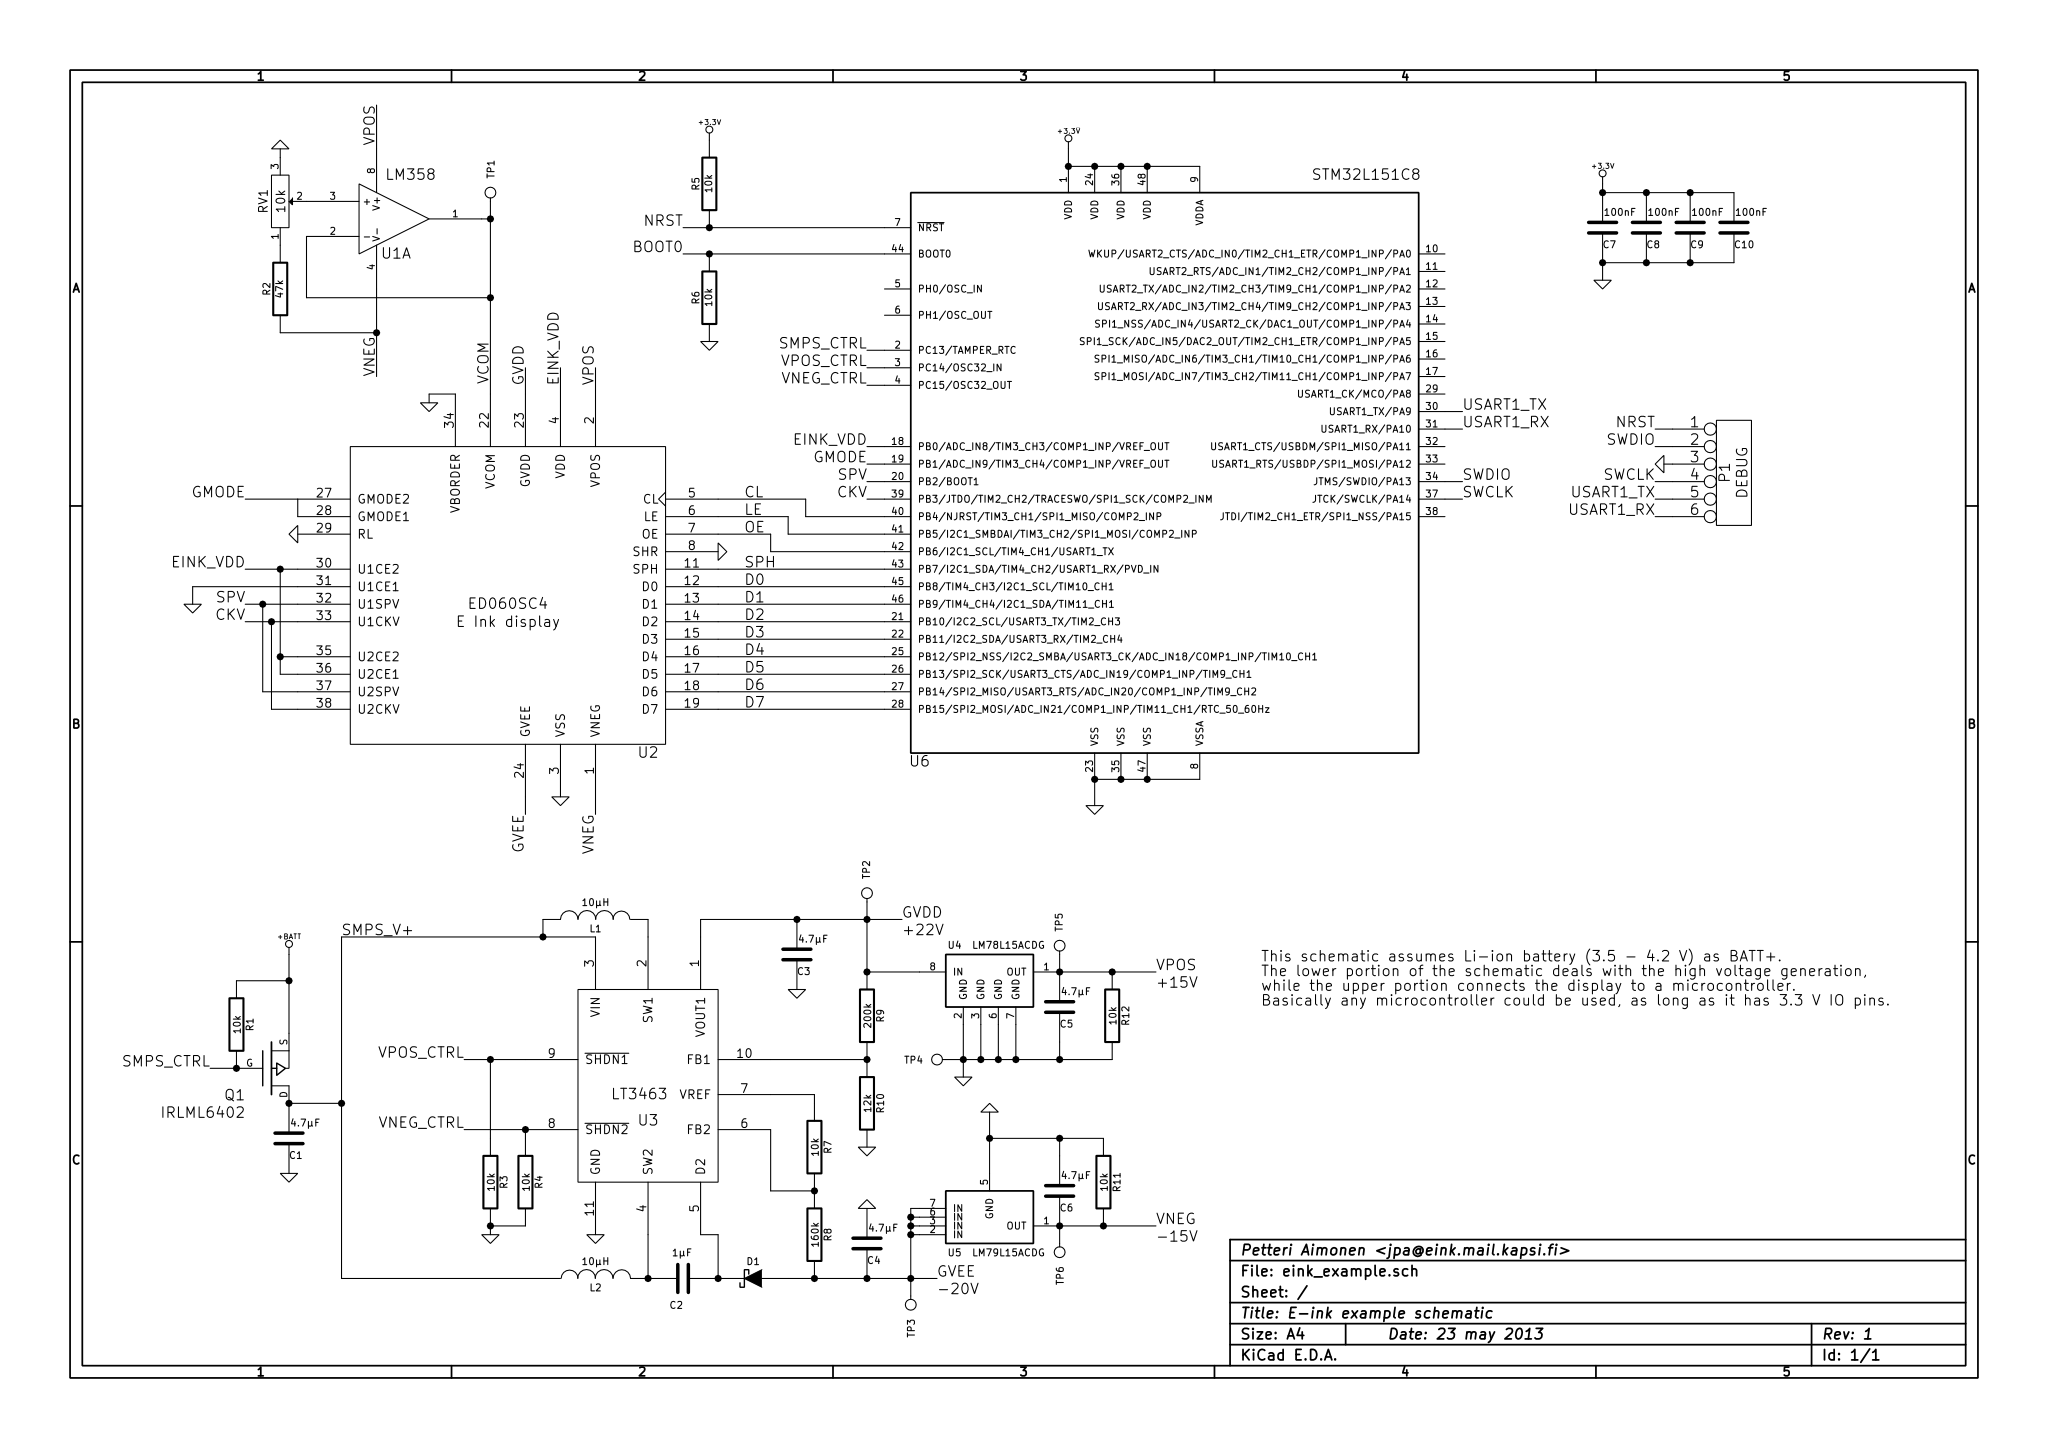 1 2 3 4 5
A
B
C
VPOS
8
LM358
3
RV1
10k
2
3
+
V+
1
TP1
1
2
−
V−
U1A
4
R2
47k
VNEG
VCOM
GVDD
EINK_VDD
VPOS
34
22
23
4
2
VBORDER
VCOM
GVDD
VDD
VPOS
GMODE
27 GMODE2
28 GMODE1
29 RL
EINK_VDD
30 U1CE2
31 U1CE1
SPV
32 U1SPV
CKV
33 U1CKV
35 U2CE2
36 U2CE1
37 U2SPV
38 U2CKV
ED060SC4
E Ink display
CL 5 CL
LE 6 LE
OE 7 OE
SHR 8
SPH 11 SPH
D0 12 D0
D1 13 D1
D2 14 D2
D3 15 D3
D4 16 D4
D5 17 D5
D6 18 D6
D7 19 D7
GVEE
VSS
VNEG
U2
24
3
1
GVEE
VNEG
+3.3V
R5
10k
NRST
BOOT0
R6
10k
SMPS_CTRL
VPOS_CTRL
VNEG_CTRL
EINK_VDD
GMODE
SPV
CKV
+3.3V
STM32L151C8
1
24
36
48
9
VDD
VDD
VDD
VDD
VDDA
7 NRST
44 BOOT0
5 PH0/OSC_IN
6 PH1/OSC_OUT
2 PC13/TAMPER_RTC
3 PC14/OSC32_IN
4 PC15/OSC32_OUT
18 PB0/ADC_IN8/TIM3_CH3/COMP1_INP/VREF_OUT
19 PB1/ADC_IN9/TIM3_CH4/COMP1_INP/VREF_OUT
20 PB2/BOOT1
39 PB3/JTDO/TIM2_CH2/TRACESWO/SPI1_SCK/COMP2_INM
40 PB4/NJRST/TIM3_CH1/SPI1_MISO/COMP2_INP
41 PB5/I2C1_SMBDAI/TIM3_CH2/SPI1_MOSI/COMP2_INP
42 PB6/I2C1_SCL/TIM4_CH1/USART1_TX
43 PB7/I2C1_SDA/TIM4_CH2/USART1_RX/PVD_IN
45 PB8/TIM4_CH3/I2C1_SCL/TIM10_CH1
46 PB9/TIM4_CH4/I2C1_SDA/TIM11_CH1
21 PB10/I2C2_SCL/USART3_TX/TIM2_CH3
22 PB11/I2C2_SDA/USART3_RX/TIM2_CH4
25 PB12/SPI2_NSS/I2C2_SMBA/USART3_CK/ADC_IN18/COMP1_INP/TIM10_CH1
26 PB13/SPI2_SCK/USART3_CTS/ADC_IN19/COMP1_INP/TIM9_CH1
27 PB14/SPI2_MISO/USART3_RTS/ADC_IN20/COMP1_INP/TIM9_CH2
28 PB15/SPI2_MOSI/ADC_IN21/COMP1_INP/TIM11_CH1/RTC_50_60Hz
WKUP/USART2_CTS/ADC_IN0/TIM2_CH1_ETR/COMP1_INP/PA0 10
USART2_RTS/ADC_IN1/TIM2_CH2/COMP1_INP/PA1 11
USART2_TX/ADC_IN2/TIM2_CH3/TIM9_CH1/COMP1_INP/PA2 12
USART2_RX/ADC_IN3/TIM2_CH4/TIM9_CH2/COMP1_INP/PA3 13
SPI1_NSS/ADC_IN4/USART2_CK/DAC1_OUT/COMP1_INP/PA4 14
SPI1_SCK/ADC_IN5/DAC2_OUT/TIM2_CH1_ETR/COMP1_INP/PA5 15
SPI1_MISO/ADC_IN6/TIM3_CH1/TIM10_CH1/COMP1_INP/PA6 16
SPI1_MOSI/ADC_IN7/TIM3_CH2/TIM11_CH1/COMP1_INP/PA7 17
USART1_CK/MCO/PA8 29
USART1_TX/PA9 30 USART1_TX
USART1_RX/PA10 31 USART1_RX
USART1_CTS/USBDM/SPI1_MISO/PA11 32
USART1_RTS/USBDP/SPI1_MOSI/PA12 33
JTMS/SWDIO/PA13 34 SWDIO
JTCK/SWCLK/PA14 37 SWCLK
JTDI/TIM2_CH1_ETR/SPI1_NSS/PA15 38
VSS
VSS
VSS
VSSA
U6
23
35
47
8
+3.3V
100nF 100nF 100nF 100nF
C7 C8 C9 C10
NRST 1
SWDIO 2
3
SWCLK 4
USART1_TX 5
USART1_RX 6
P1
DEBUG
+BATT
R1
10k
SMPS_CTRL
G
S
D
Q1
IRLML6402
4.7µF
C1
SMPS_V+
10µH
L1
3
2
1
VIN
SW1
VOUT1
VPOS_CTRL
9 SHDN1
FB1 10
VREF 7
LT3463
U3
VNEG_CTRL
8 SHDN2
FB2 6
GND
SW2
D2
11
4
5
10k
R3
10k
R4
10µH
L2
1µF
C2
D1
10k
R7
160k
R8
4.7µF
C4
GVEE
−20V
TP3
TP2
GVDD
+22V
4.7µF
C3
200k
R9
12k
R10
U4 LM78L15ACDG
8 IN OUT 1
GND
GND
GND
GND
2
3
6
7
TP4
TP5
4.7µF
C5
10k
R12
VPOS
+15V
5
GND
7 IN
6 IN
3 IN
2 IN
OUT 1
U5 LM79L15ACDG
4.7µF
C6
10k
R11
TP6
VNEG
−15V
This schematic assumes Li−ion battery (3.5 − 4.2 V) as BATT+.
The lower portion of the schematic deals with the high voltage generation,
while the upper portion connects the display to a microcontroller.
Basically any microcontroller could be used, as long as it has 3.3 V IO pins.
Petteri Aimonen <jpa@eink.mail.kapsi.fi>
File: eink_example.sch
Sheet: /
Title: E−ink example schematic
Size: A4 Date: 23 may 2013 Rev: 1
KiCad E.D.A. Id: 1/1
A
B
C
1 2 3 4 5